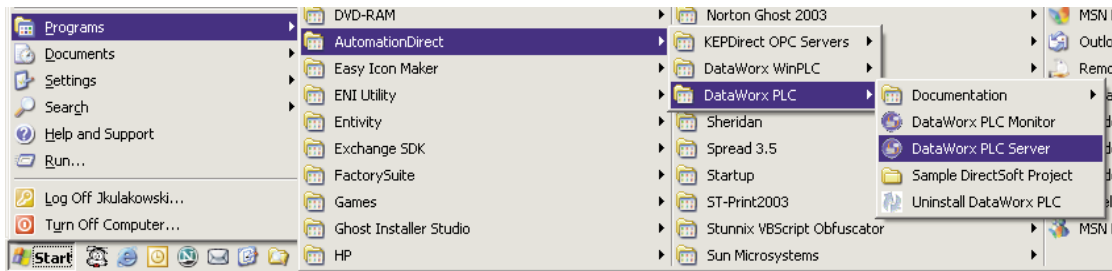 Programs
Documents
Settings
Search
Help and Support
Run...
Log Off Jkulakowski...
Turn Off Computer...
Start
DVD-RAM
AutomationDirect
Easy Icon Maker
ENI Utility
Entivity
Exchange SDK
FactorySuite
Games
Ghost Installer Studio
HP
Norton Ghost 2003
KEPDirect OPC Servers
DataWorx WinPLC
DataWorx PLC
Sheridan
Spread 3.5
Startup
ST-Print2003
Stunnix VBScript Obfuscator
Sun Microsystems
Documentation
DataWorx PLC Monitor
DataWorx PLC Server
Sample DirectSoft Project
Uninstall DataWorx PLC
MSN
Outlo
Remo
MSN